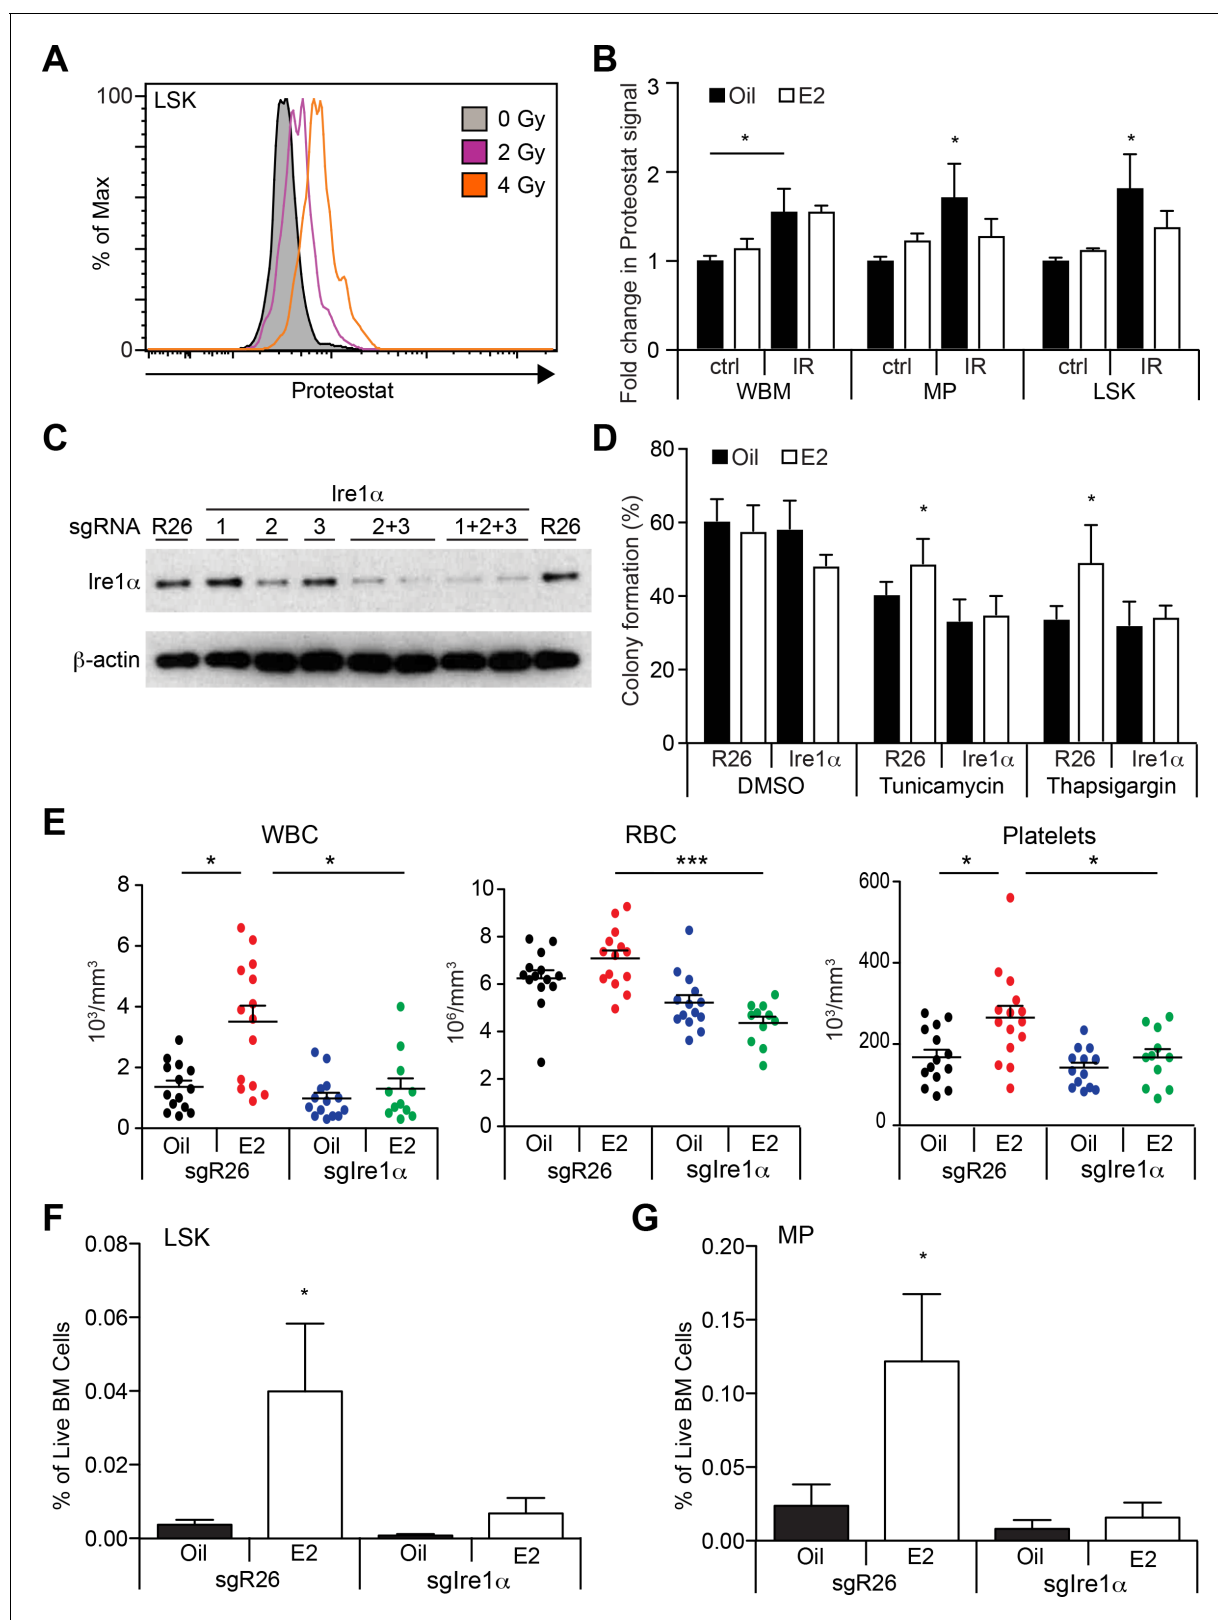 A
LSK
100
0
% of Max
Proteostat
0 Gy
2 Gy
4 Gy
B
Fold change in Proteostat signal
3
2
1
0
Oil E2
* * *
ctrl IR ctrl IR ctrl IR
WBM MP LSK
C
Ire1α
sgRNA R26 1 2 3 2+3 1+2+3 R26
Ire1α
β-actin
D
Colony formation (%)
80
60
40
20
0
Oil E2
* *
R26 Ire1α R26 Ire1α R26 Ire1α
DMSO Tunicamycin Thapsigargin
E
WBC
* *
10³/mm³
8
6
4
2
0
Oil E2 Oil E2
sgR26 sgIre1α
RBC
***
10⁶/mm³
10
8
6
4
2
0
Oil E2 Oil E2
sgR26 sgIre1α
Platelets
* *
10³/mm³
600
400
200
0
Oil E2 Oil E2
sgR26 sgIre1α
F
LSK
% of Live BM Cells
0.08
0.06
0.04
0.02
0.00
*
Oil E2 Oil E2
sgR26 sgIre1α
G
MP
% of Live BM Cells
0.20
0.15
0.10
0.05
0.00
*
Oil E2 Oil E2
sgR26 sgIre1α